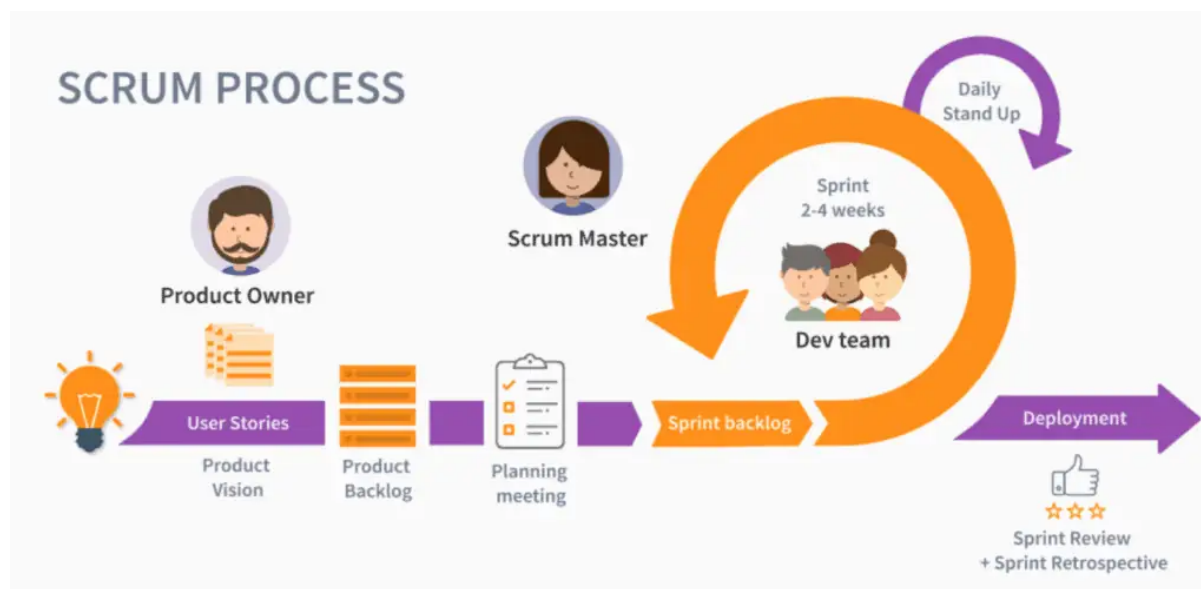 SCRUM PROCESS
Product Owner
Scrum Master
Daily
Stand Up
Sprint
2-4 weeks
Dev team
User Stories
Product
Vision
Product
Backlog
Planning
meeting
Sprint backlog
Deployment
Sprint Review
+ Sprint Retrospective